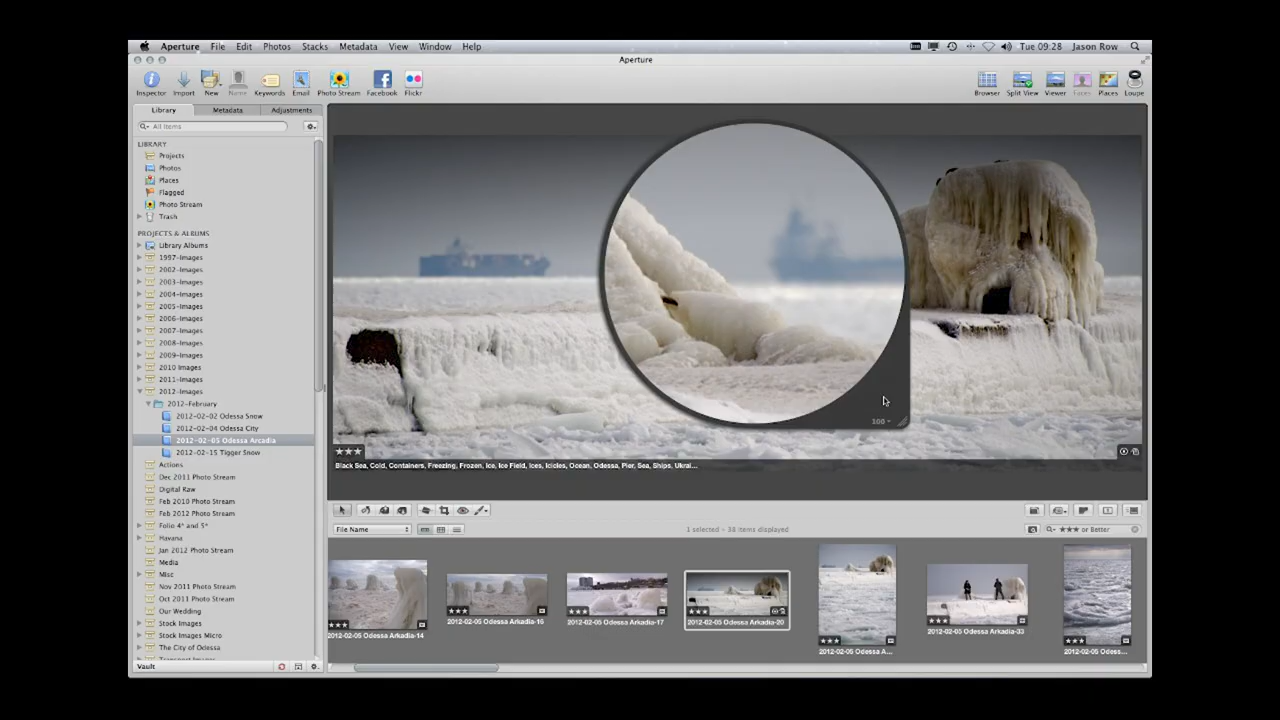 Aperture File Edit Photos Stacks Metadata View Window Help Tue 09:28 Jason Row
Aperture
Inspector Import New Name Keywords Email Photo Stream Facebook Flickr Browser Split View Viewer Faces Places Loupe
Library Metadata Adjustments
All Items
LIBRARY
Projects
Photos
Places
Flagged
Photo Stream
Trash
PROJECTS & ALBUMS
Library Albums
1997-Images
2002-Images
2003-Images
2004-Images
2005-Images
2006-Images
2007-Images
2008-Images
2009-Images
2010 Images
2011-Images
2012-Images
2012-February
2012-02-02 Odessa Snow
2012-02-04 Odessa City
2012-02-05 Odessa Arcadia
2012-02-15 Tigger Snow
Actions
Dec 2011 Photo Stream
Digital Raw
Feb 2010 Photo Stream
Feb 2012 Photo Stream
Folio 4* and 5*
Havana
Jan 2012 Photo Stream
Media
Misc
Nov 2011 Photo Stream
Oct 2011 Photo Stream
Our Wedding
Stock Images
Stock Images Micro
The City of Odessa
Vault
100
Black Sea, Cold, Containers, Freezing, Frozen, Ice, Ice Field, Ices, Icicles, Ocean, Odessa, Pier, Sea, Ships, Ukrai...
File Name 1 selected - 38 items displayed ★★★ or Better
2012-02-05 Odessa Arkadia-14
2012-02-05 Odessa Arkadia-16
2012-02-05 Odessa Arkadia-17
2012-02-05 Odessa Arkadia-20
2012-02-05 Odessa A...
2012-02-05 Odessa Arkadia-33
2012-02-05 Odess...